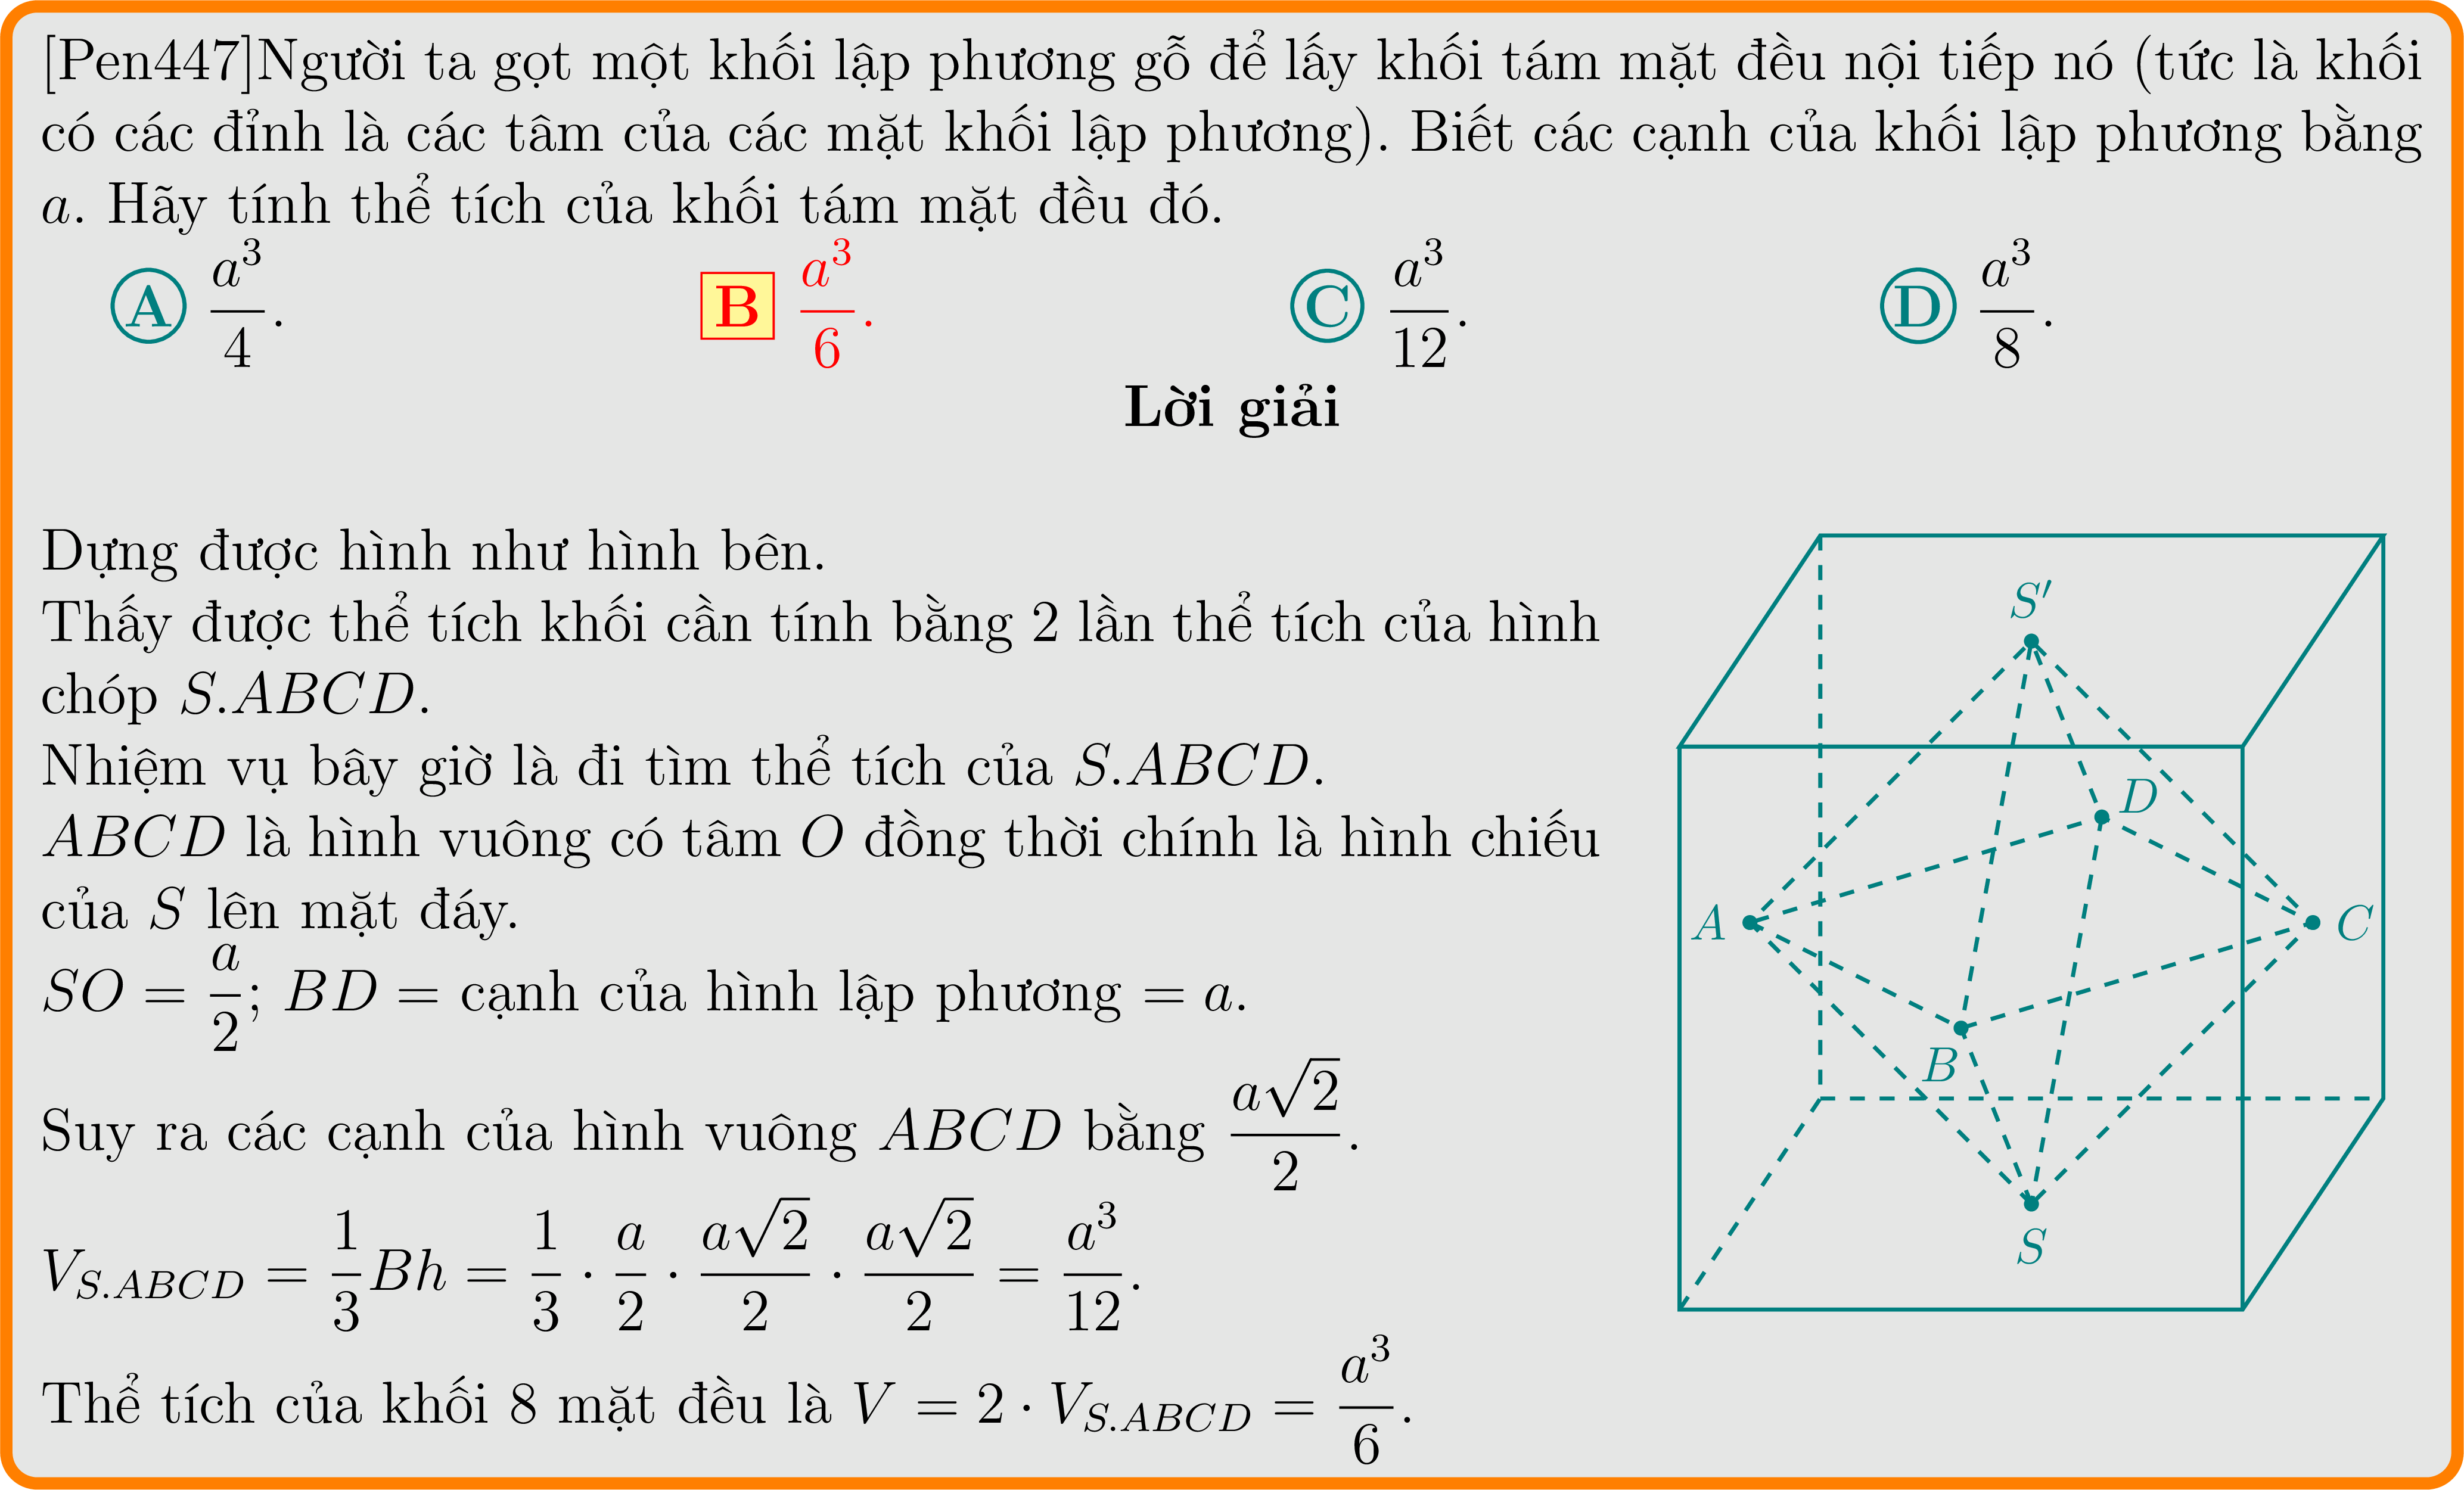 [Pen447]Người ta gọt một khối lập phương gỗ để lấy khối tám mặt đều nội tiếp nó (tức là khối
có các đỉnh là các tâm của các mặt khối lập phương). Biết các cạnh của khối lập phương bằng
a. Hãy tính thể tích của khối tám mặt đều đó.
A $\frac{a^3}{4}$. B $\frac{a^3}{6}$. C $\frac{a^3}{12}$. D $\frac{a^3}{8}$.
Lời giải
Dựng được hình như hình bên.
Thấy được thể tích khối cần tính bằng 2 lần thể tích của hình
chóp S.ABCD.
Nhiệm vụ bây giờ là đi tìm thể tích của S.ABCD.
ABCD là hình vuông có tâm O đồng thời chính là hình chiếu
của S lên mặt đáy.
$SO = \frac{a}{2}$; BD = cạnh của hình lập phương = a.
Suy ra các cạnh của hình vuông ABCD bằng $\frac{a\sqrt{2}}{2}$.
$V_{S.ABCD} = \frac{1}{3}Bh = \frac{1}{3} \cdot \frac{a}{2} \cdot \frac{a\sqrt{2}}{2} \cdot \frac{a\sqrt{2}}{2} = \frac{a^3}{12}$.
Thể tích của khối 8 mặt đều là $V = 2 \cdot V_{S.ABCD} = \frac{a^3}{6}$.
S′
D
A
C
B
S